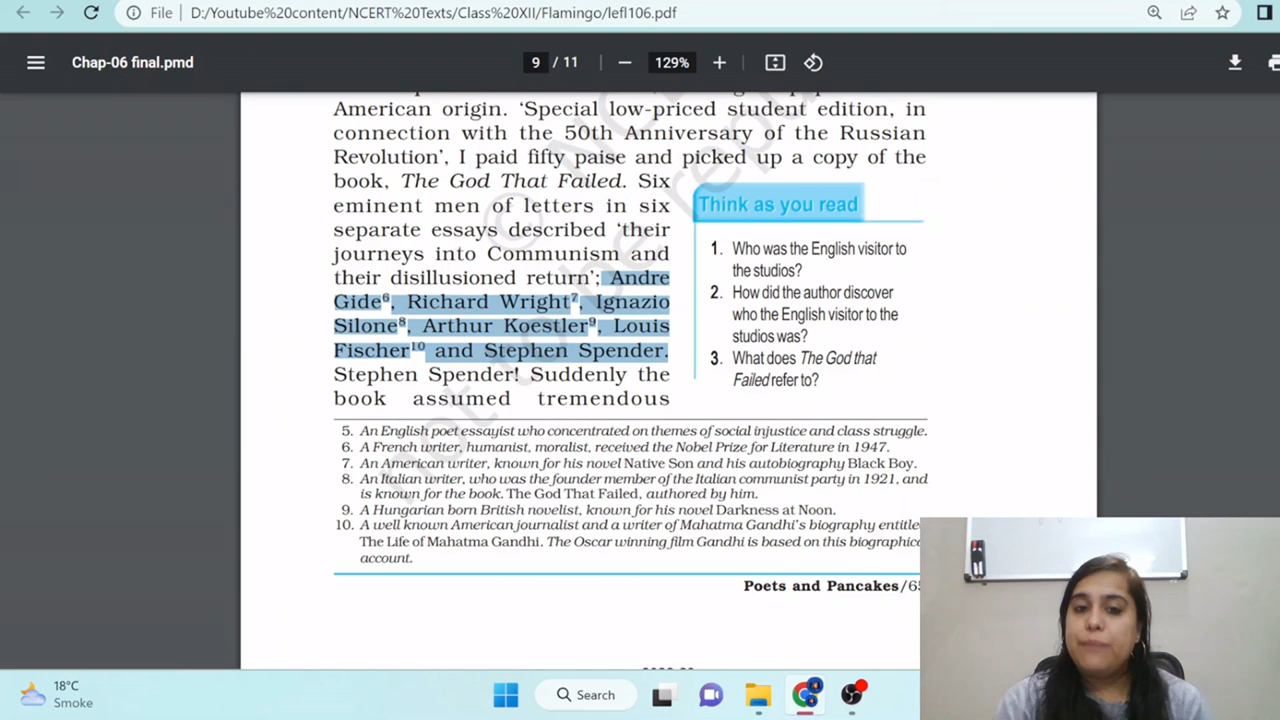 File
D:/Youtube%20content/NCERT%20Texts/Class%20XII/Flamingo/lefl106.pdf
Chap-06 final.pmd
9 / 11
129%
American origin. ‘Special low-priced student edition, in
connection with the 50th Anniversary of the Russian
Revolution’, I paid fifty paise and picked up a copy of the
book, The God That Failed. Six
eminent men of letters in six
separate essays described ‘their
journeys into Communism and
their disillusioned return’; Andre
Gide6, Richard Wright7, Ignazio
Silone8, Arthur Koestler9, Louis
Fischer10 and Stephen Spender.
Stephen Spender! Suddenly the
book assumed tremendous
Think as you read
1. Who was the English visitor to
the studios?
2. How did the author discover
who the English visitor to the
studios was?
3. What does The God that
Failed refer to?
5. An English poet essayist who concentrated on themes of social injustice and class struggle.
6. A French writer, humanist, moralist, received the Nobel Prize for Literature in 1947.
7. An American writer, known for his novel Native Son and his autobiography Black Boy.
8. An Italian writer, who was the founder member of the Italian communist party in 1921, and
is known for the book. The God That Failed, authored by him.
9. A Hungarian born British novelist, known for his novel Darkness at Noon.
10. A well known American journalist and a writer of Mahatma Gandhi's biography entitle
The Life of Mahatma Gandhi. The Oscar winning film Gandhi is based on this biographica
account.
Poets and Pancakes/65
not to be repu
© NC
18°C
Smoke
Search